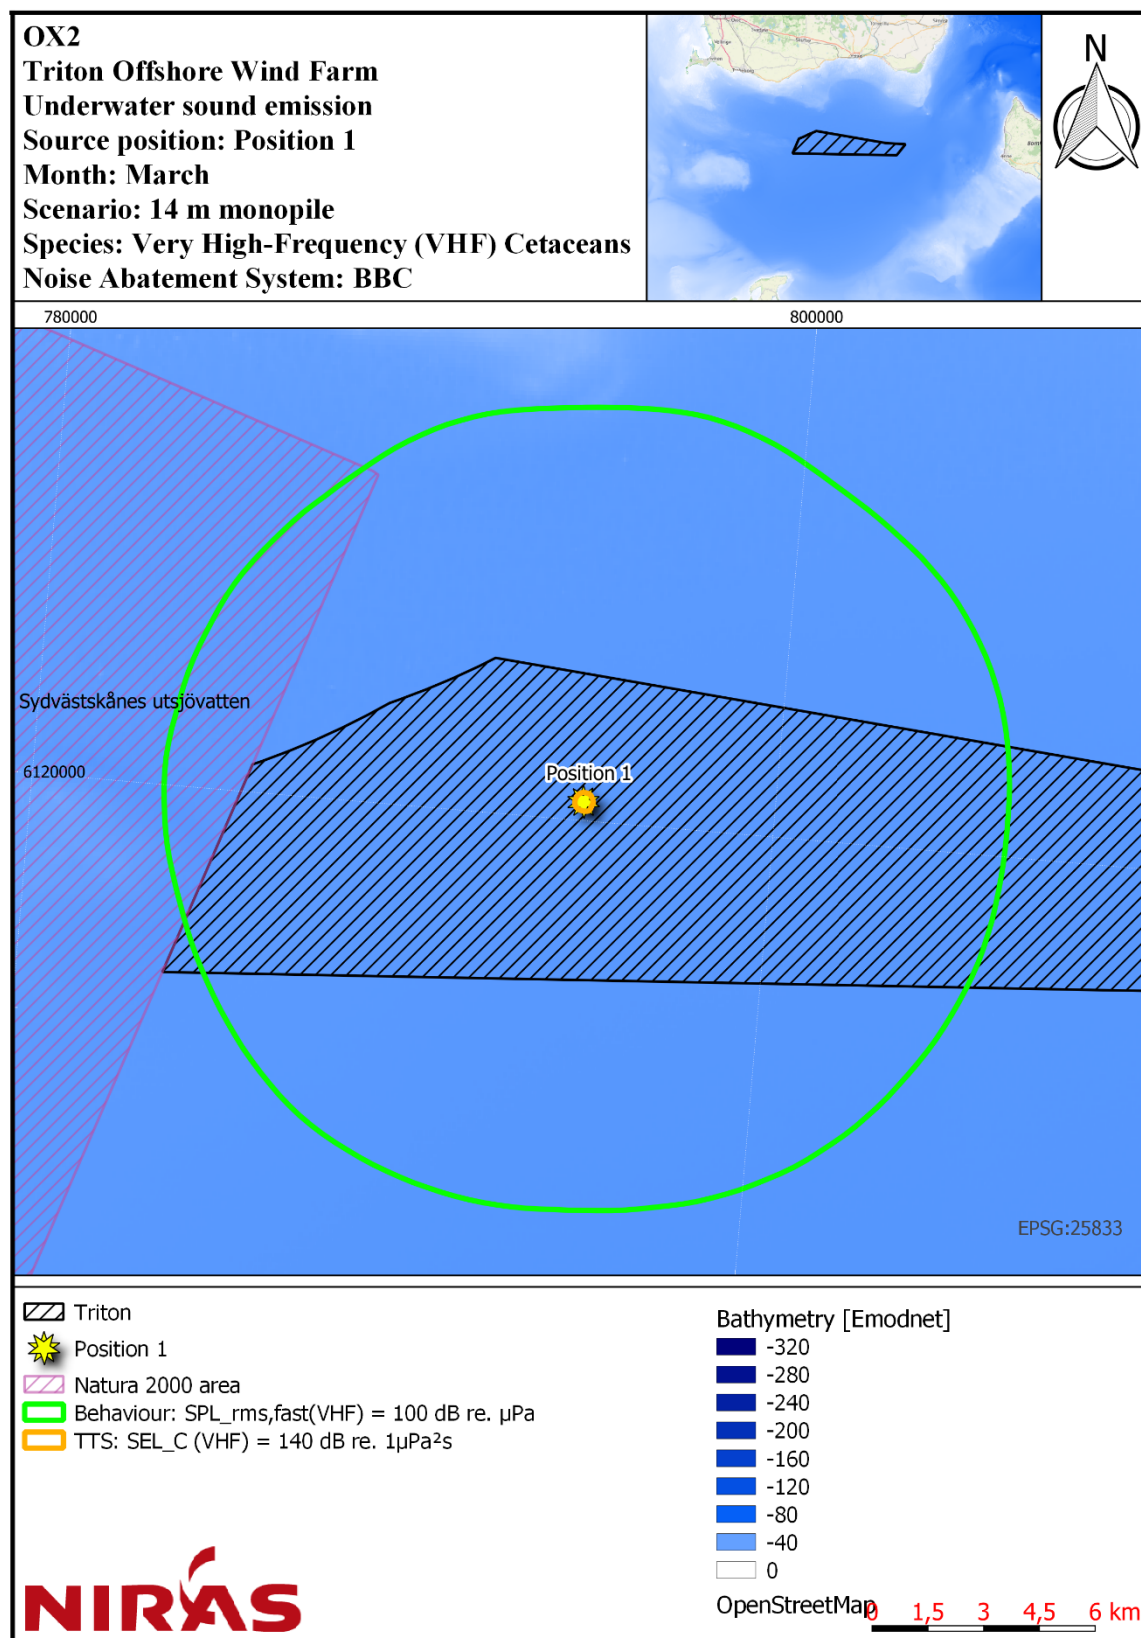 OX2
Triton Offshore Wind Farm
Underwater sound emission
Source position: Position 1
Month: March
Scenario: 14 m monopile
Species: Very High-Frequency (VHF) Cetaceans
Noise Abatement System: BBC
N
780000
800000
Sydvästskånes utsjövatten
6120000
Position 1
EPSG:25833
Triton
Position 1
Natura 2000 area
Behaviour: SPL_rms,fast(VHF) = 100 dB re. µPa
TTS: SEL_C (VHF) = 140 dB re. 1µPa²s
Bathymetry [Emodnet]
-320
-280
-240
-200
-160
-120
-80
-40
0
OpenStreetMap
0 1,5 3 4,5 6 km
NIRAS